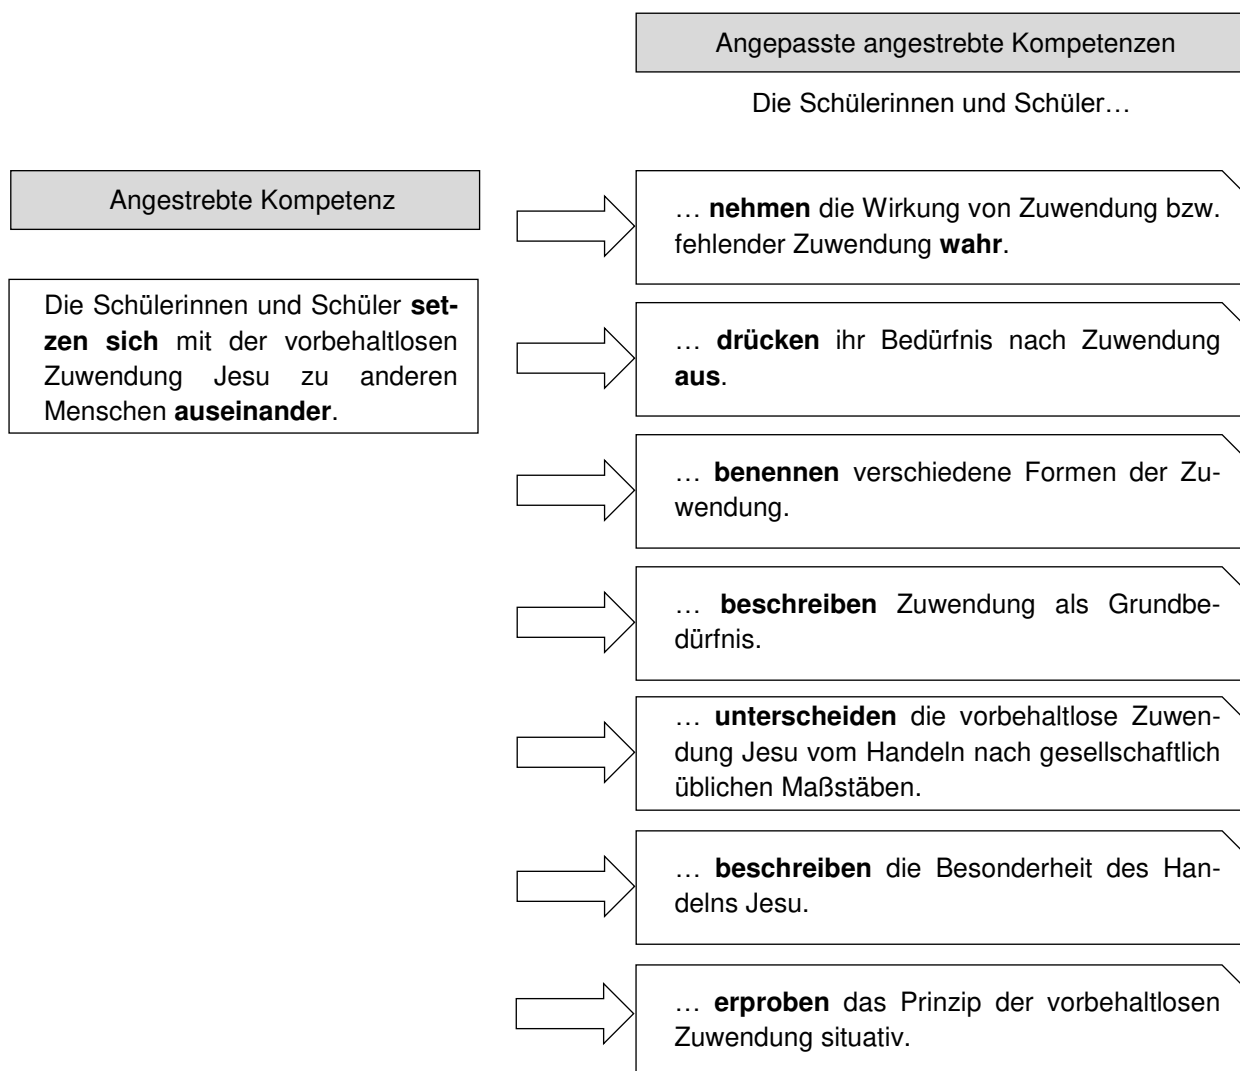 Angepasste angestrebte Kompetenzen
Die Schülerinnen und Schüler…
Angestrebte Kompetenz
Die Schülerinnen und Schüler set-
zen sich mit der vorbehaltlosen
Zuwendung Jesu zu anderen
Menschen auseinander.
… nehmen die Wirkung von Zuwendung bzw.
fehlender Zuwendung wahr.
… drücken ihr Bedürfnis nach Zuwendung
aus.
… benennen verschiedene Formen der Zu-
wendung.
… beschreiben Zuwendung als Grundbe-
dürfnis.
… unterscheiden die vorbehaltlose Zuwen-
dung Jesu vom Handeln nach gesellschaftlich
üblichen Maßstäben.
… beschreiben die Besonderheit des Han-
delns Jesu.
… erproben das Prinzip der vorbehaltlosen
Zuwendung situativ.